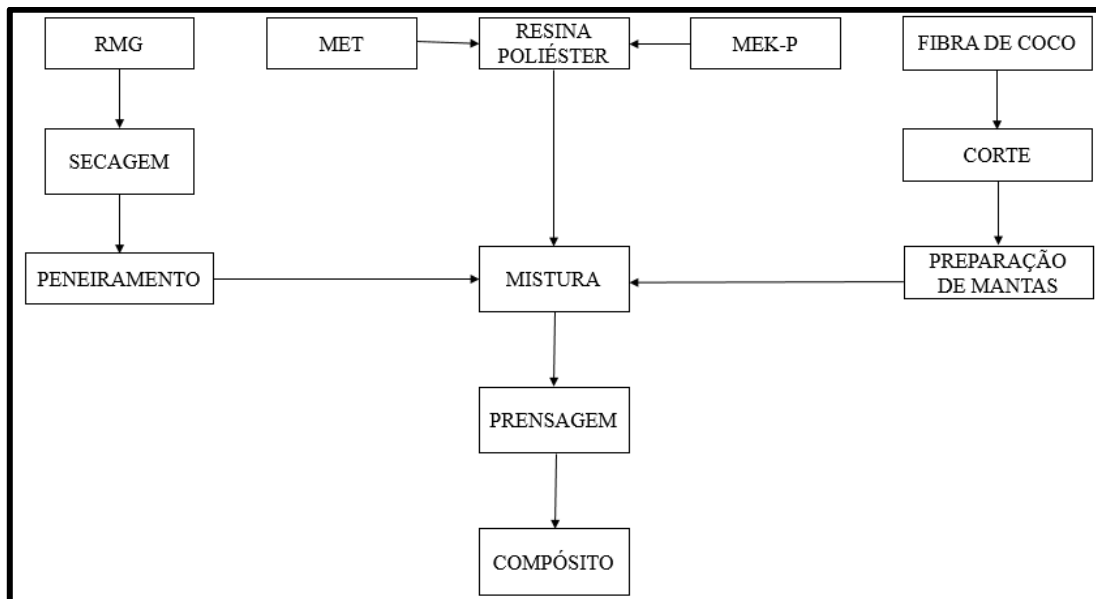 RMG
MET
RESINA
POLIÉSTER
MEK-P
FIBRA DE COCO
SECAGEM
CORTE
PENEIRAMENTO
MISTURA
PREPARAÇÃO
DE MANTAS
PRENSAGEM
COMPÓSITO